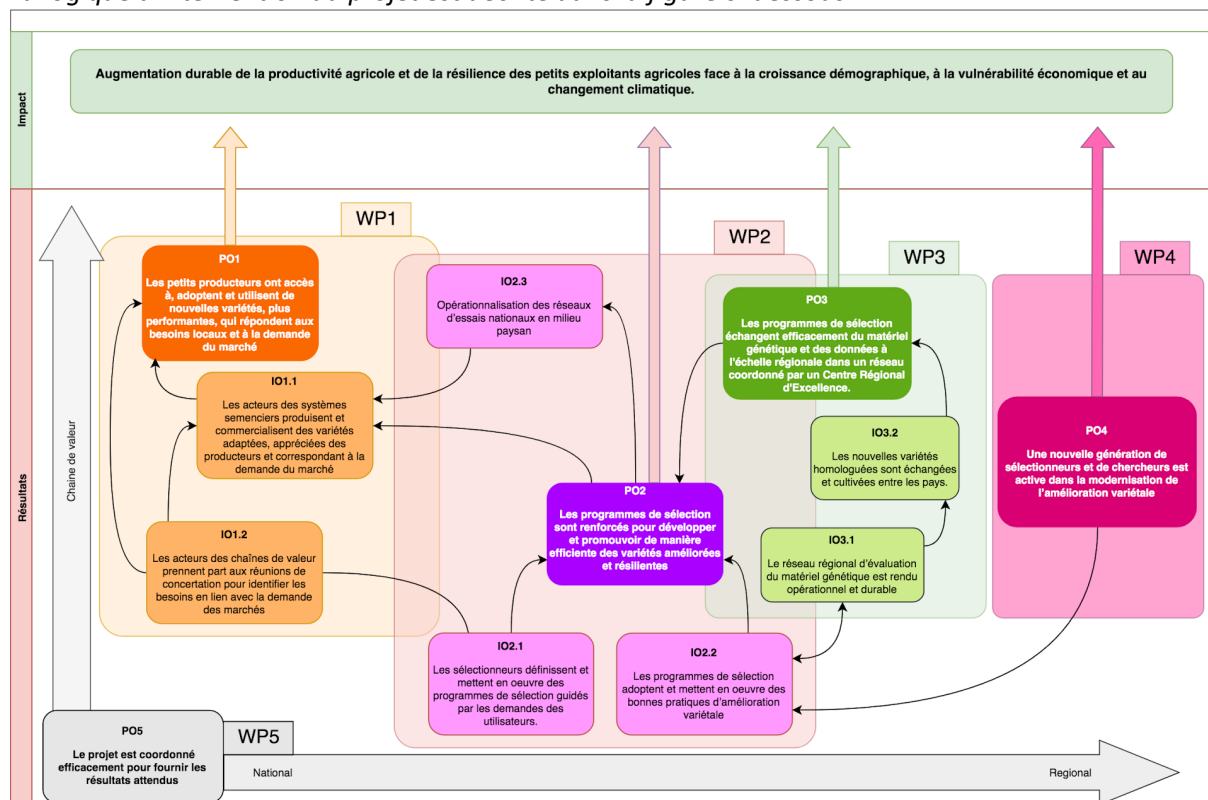 Impact
Augmentation durable de la productivité agricole et de la résilience des petits exploitants agricoles face à la croissance démographique, à la vulnérabilité économique et au
changement climatique.
Résultats
Chaine de valeur
WP1
PO1
Les petits producteurs ont accès
à, adoptent et utilisent de
nouvelles variétés, plus
performantes, qui répondent aux
besoins locaux et à la demande
du marché
IO1.1
Les acteurs des systèmes
semenciers produisent et
commercialisent des variétés
adaptées, appréciées des
producteurs et correspondant à la
demande du marché
IO1.2
Les acteurs des chaînes de valeur
prennent part aux réunions de
concertation pour identifier les
besoins en lien avec la demande
des marchés
WP2
IO2.3
Opérationnalisation des réseaux
d'essais nationaux en milieu
paysan
PO2
Les programmes de sélection
sont renforcés pour développer
et promouvoir de manière
efficiente des variétés améliorées
et résilientes
IO2.1
Les sélectionneurs définissent et
mettent en oeuvre des
programmes de sélection guidés
par les demandes des
utilisateurs.
IO2.2
Les programmes de sélection
adoptent et mettent en oeuvre des
bonnes pratiques d'amélioration
variétale
WP3
PO3
Les programmes de sélection
échangent efficacement du matériel
génétique et des données à
l'échelle régionale dans un réseau
coordonné par un Centre Régional
d'Excellence.
IO3.2
Les nouvelles variétés
homologuées sont échangées
et cultivées entre les pays.
IO3.1
Le réseau régional d'évaluation
du matériel génétique est rendu
opérationnel et durable
WP4
PO4
Une nouvelle génération de
sélectionneurs et de chercheurs est
active dans la modernisation de
l'amélioration variétale
PO5
Le projet est coordonné
efficacement pour fournir les
résultats attendus
WP5
National
Regional